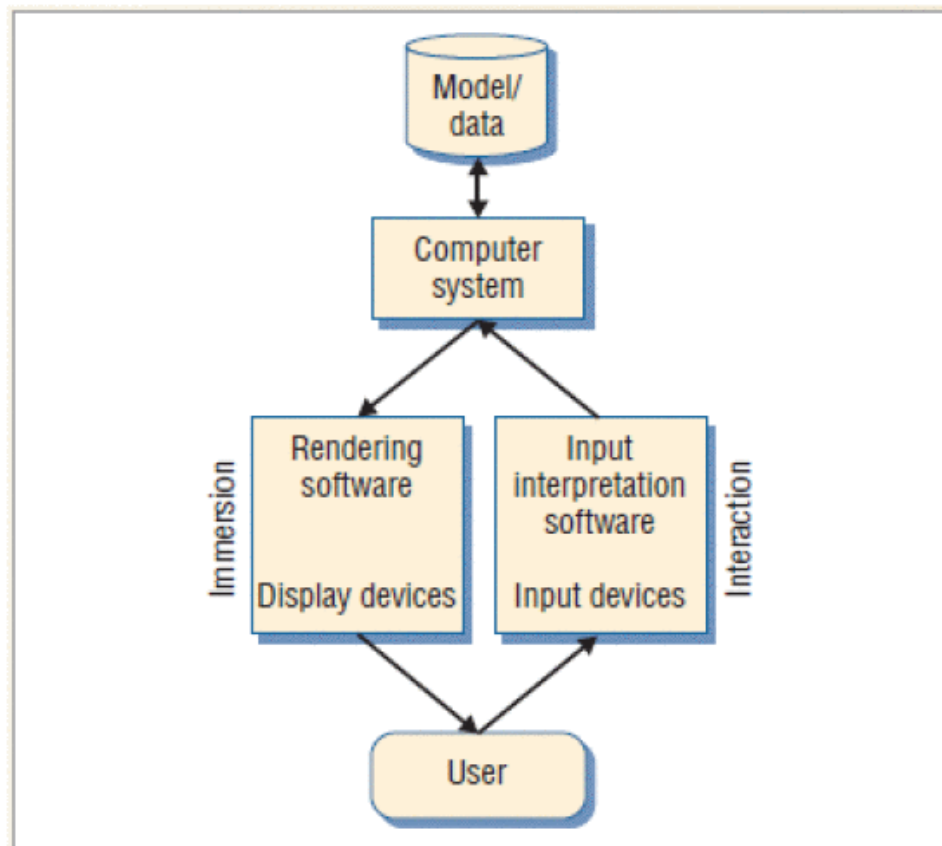 Model/
data
Computer
system
Immersion
Rendering
software
Display devices
Input
interpretation
software
Input devices
Interaction
User